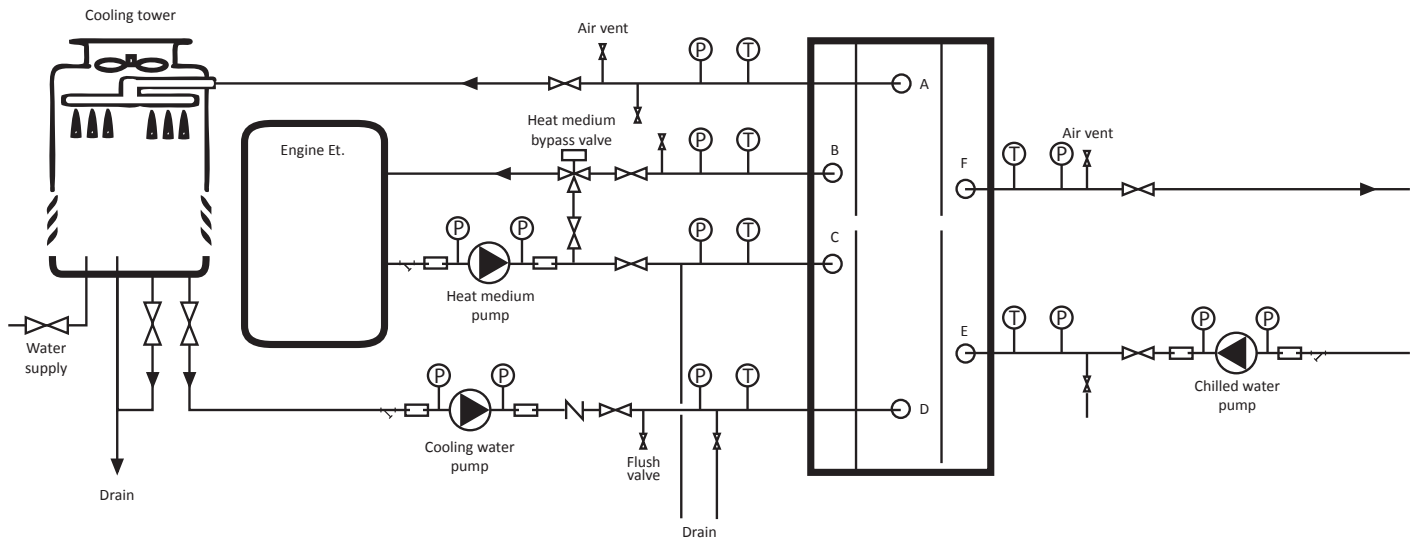 Cooling tower
Air vent
P
T
A
Heat medium
bypass valve
P
T
B
Engine Et.
Air vent
T
P
F
P
P
P
T
C
Heat medium
pump
T
P
E
P
P
Water
supply
Chilled water
pump
P
P
P
T
D
Cooling water
pump
Flush
valve
Drain
Drain